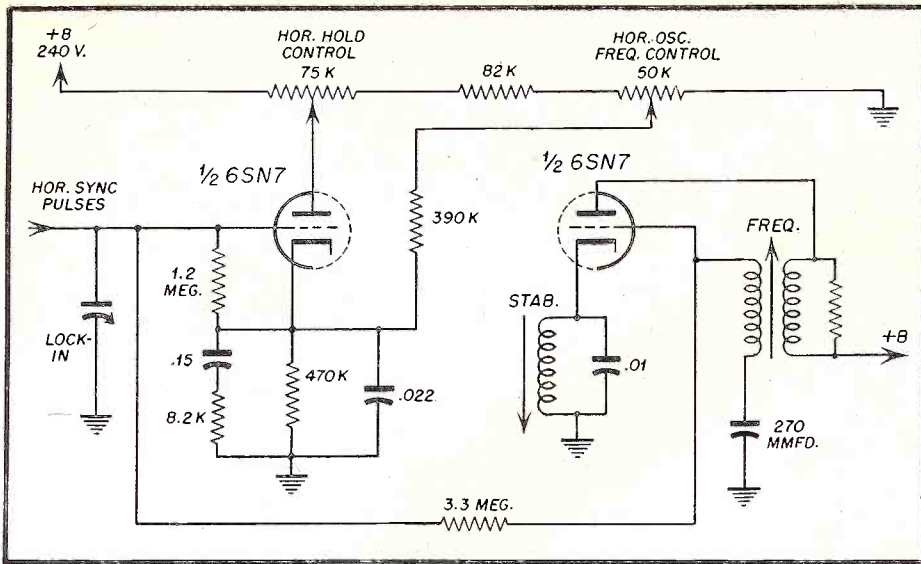 +B
240 V.
HOR. HOLD
CONTROL
75 K
82 K
HOR. OSC.
FREQ. CONTROL
50K
½ 6SN7
½ 6SN7
HOR. SYNC
PULSES
390 K
FREQ.
1.2
MEG.
STAB.
LOCK-
IN
.15
470 K
.022
.01
+B
8.2 K
270
MMFD.
3.3 MEG.